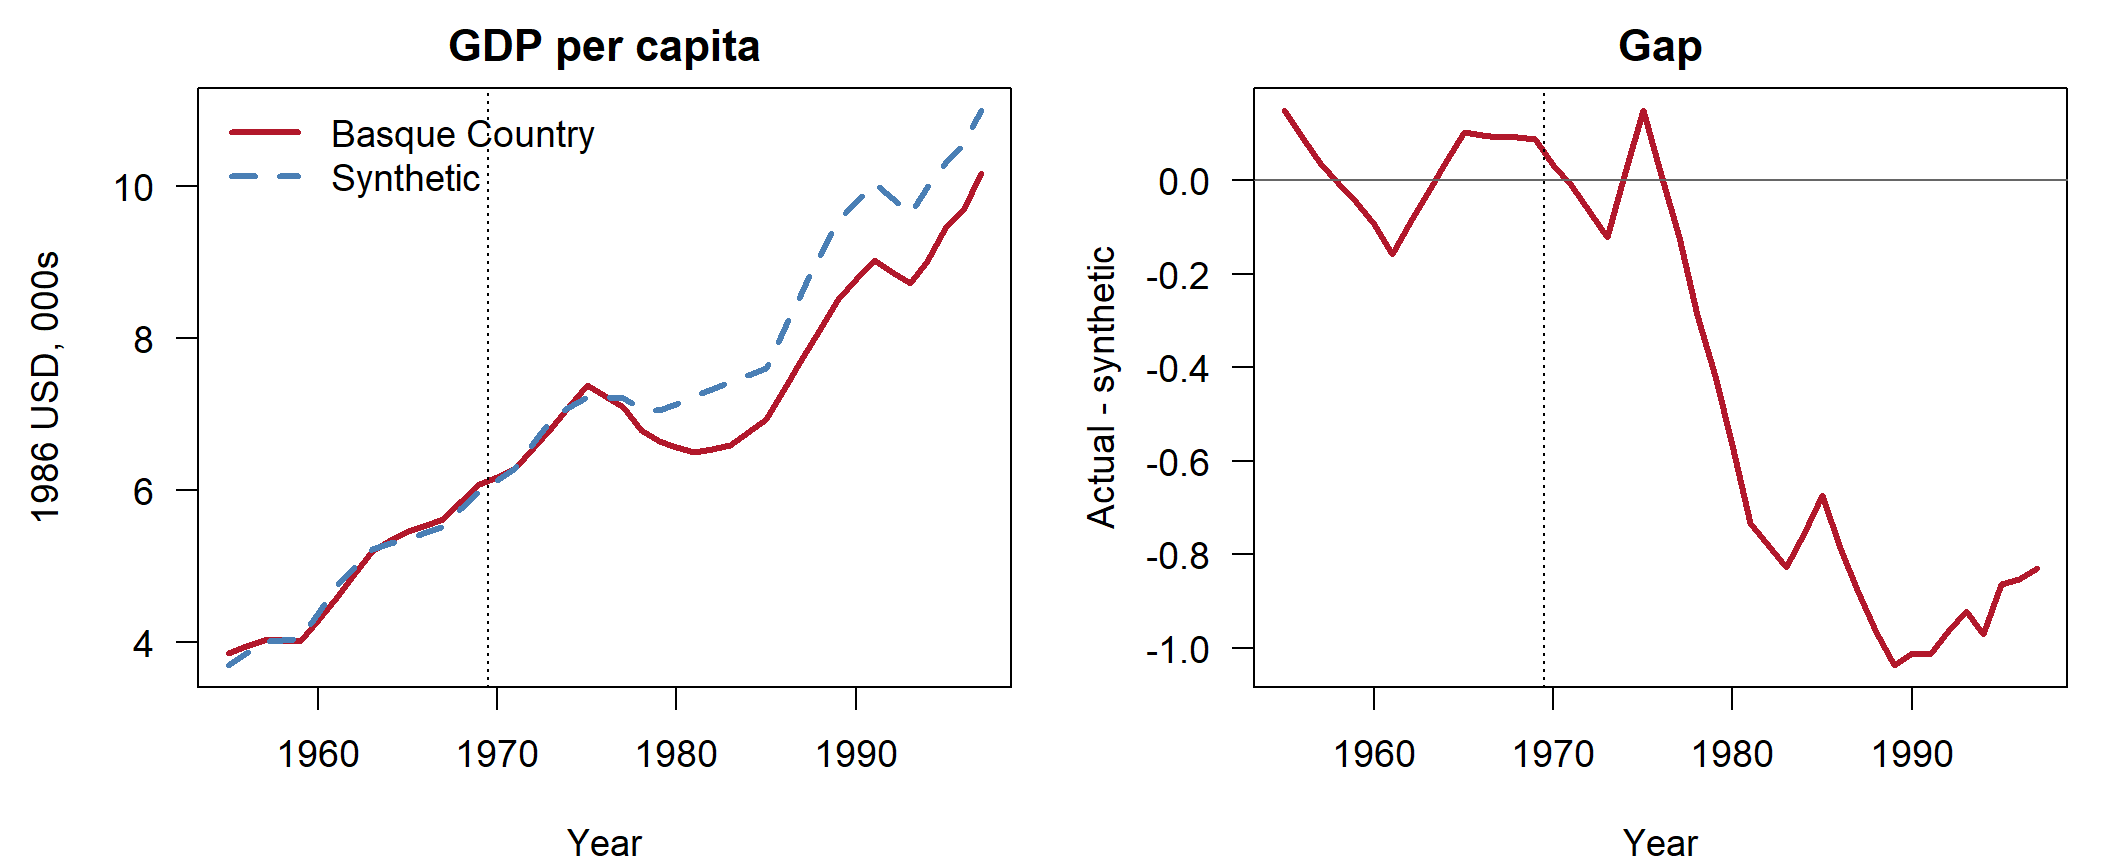 GDP per capita
Basque Country
Synthetic
10
8
6
4
1986 USD, 000s
1960 1970 1980 1990
Year
Gap
0.0
-0.2
-0.4
-0.6
-0.8
-1.0
Actual - synthetic
1960 1970 1980 1990
Year